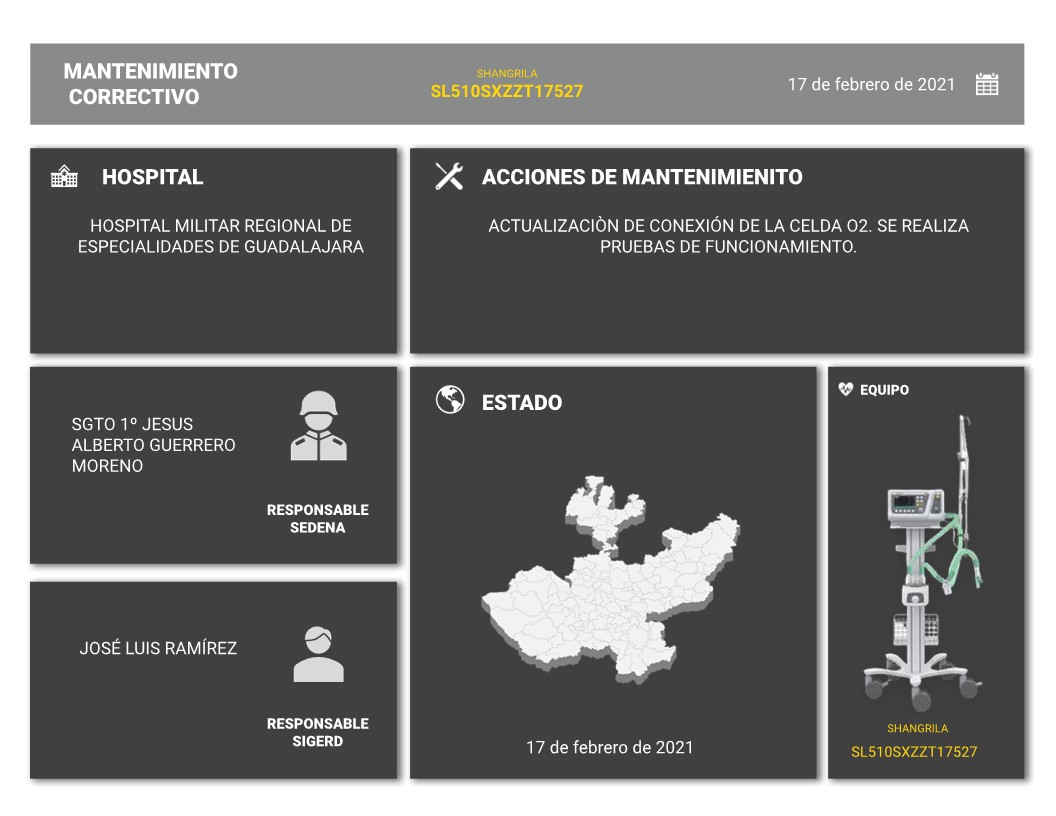 MANTENIMIENTO
CORRECTIVO
SHANGRILA
SL510SXZZT17527
17 de febrero de 2021
HOSPITAL
HOSPITAL MILITAR REGIONAL DE
ESPECIALIDADES DE GUADALAJARA
ACCIONES DE MANTENIMIENITO
ACTUALIZACIÒN DE CONEXIÓN DE LA CELDA O2. SE REALIZA
PRUEBAS DE FUNCIONAMIENTO.
SGTO 1º JESUS
ALBERTO GUERRERO
MORENO
RESPONSABLE
SEDENA
JOSÉ LUIS RAMÍREZ
RESPONSABLE
SIGERD
ESTADO
17 de febrero de 2021
EQUIPO
SHANGRILA
SL510SXZZT17527